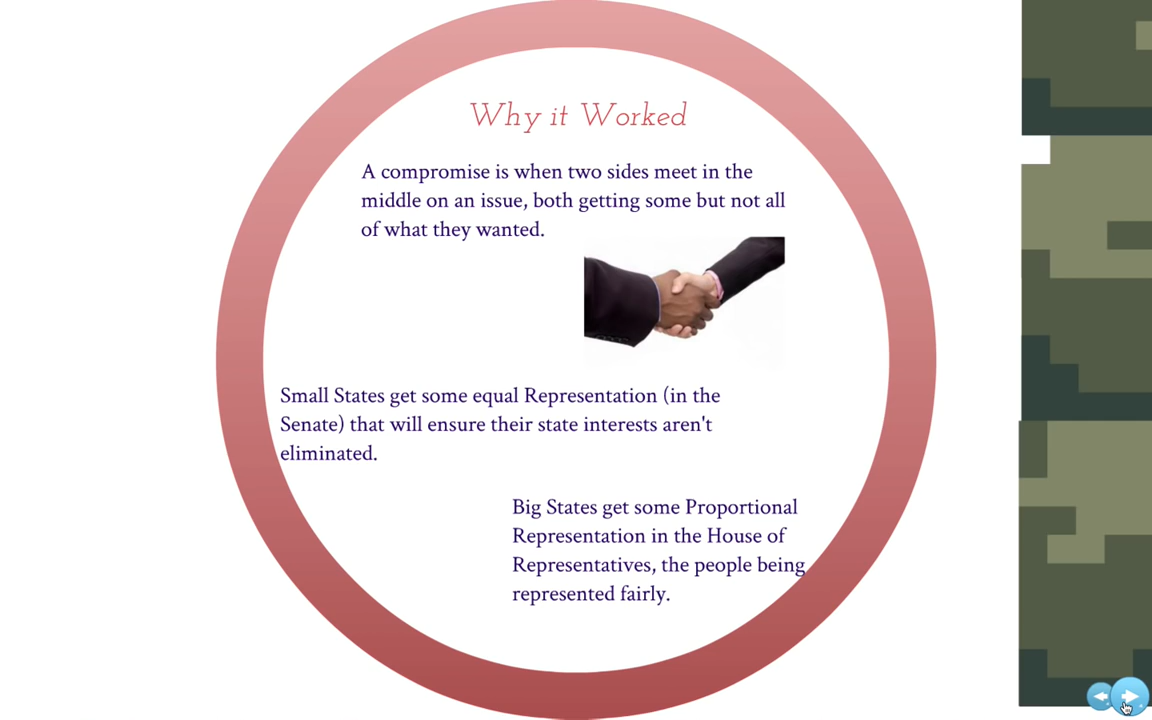 Why it Worked
A compromise is when two sides meet in the
middle on an issue, both getting some but not all
of what they wanted.
Small States get some equal Representation (in the
Senate) that will ensure their state interests aren't
eliminated.
Big States get some Proportional
Representation in the House of
Representatives, the people being
represented fairly.